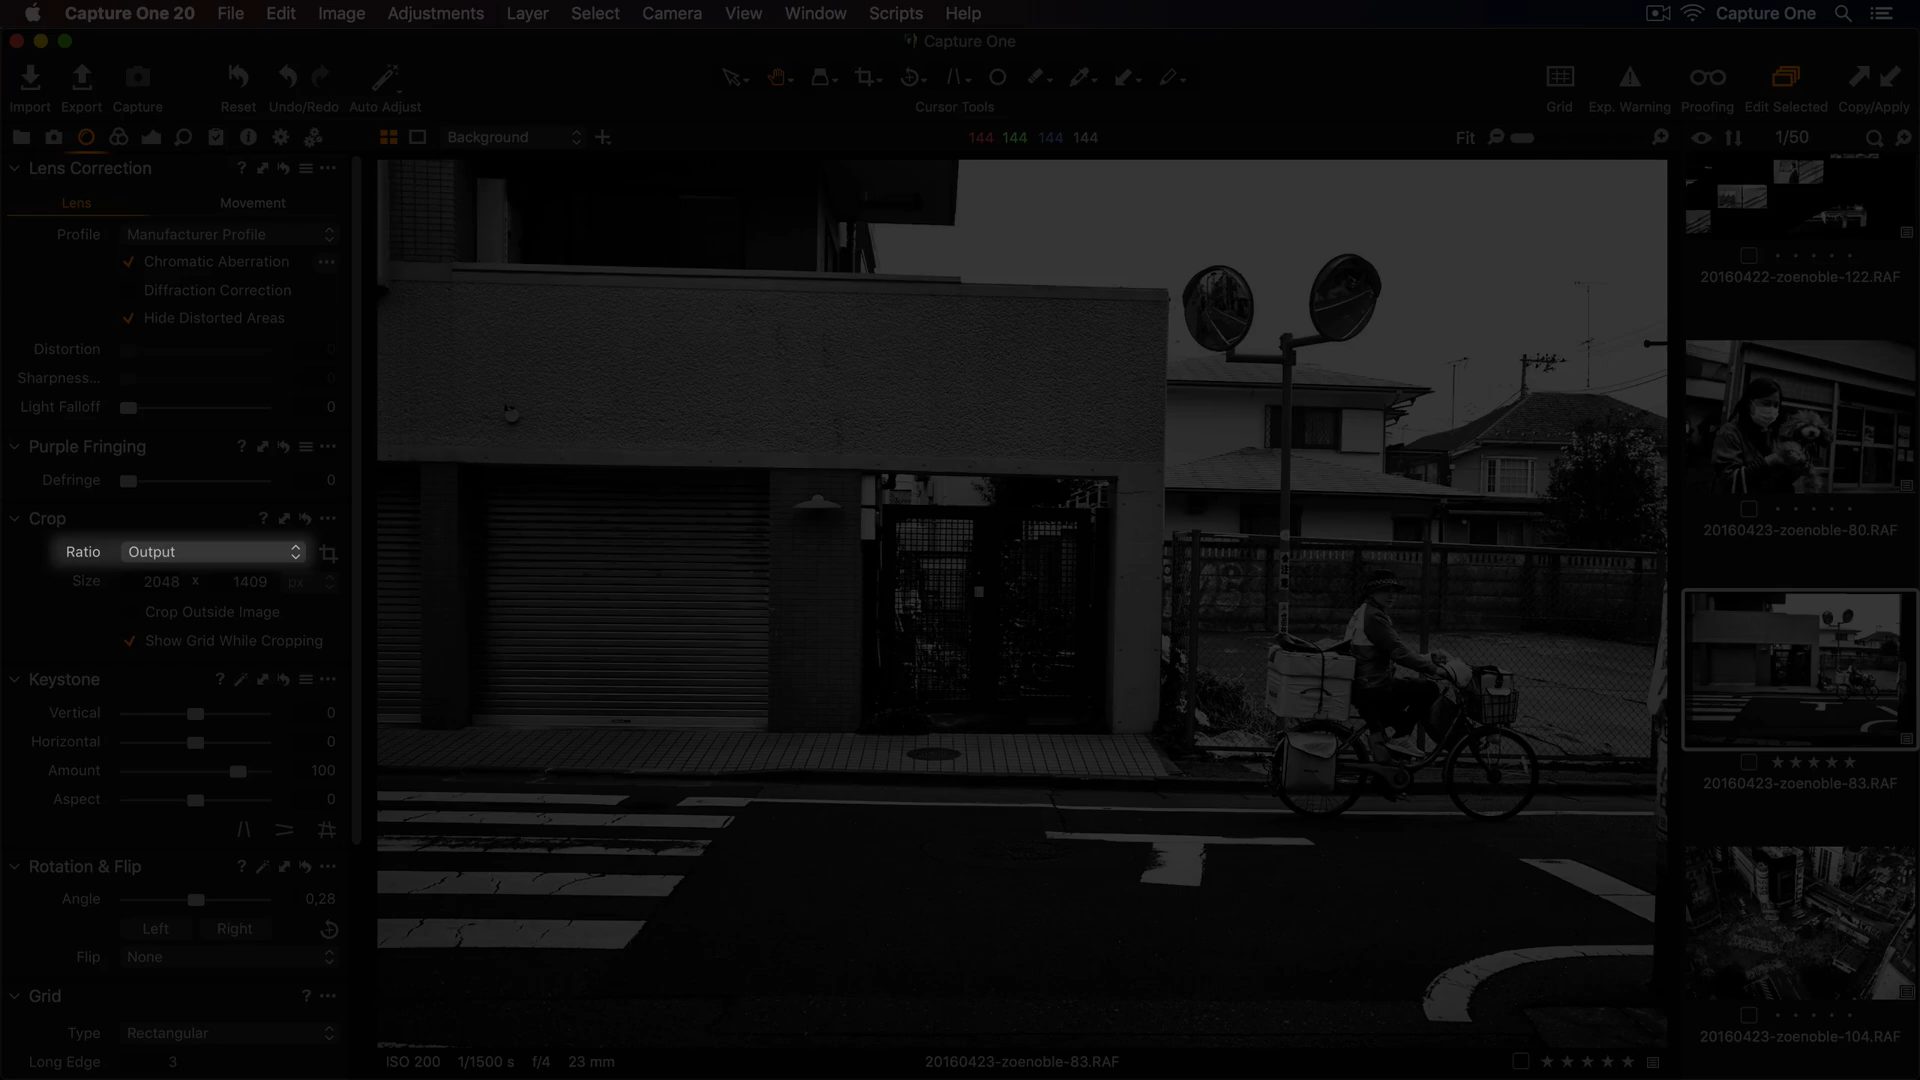 Capture One 20 File Edit Image Adjustments Layer Select Camera View Window Scripts Help Capture One
Capture One
Import Export Capture Reset Undo/Redo Auto Adjust Cursor Tools Grid Exp. Warning Proofing Edit Selected Copy/Apply
Background 144 144 144 144 Fit 1/50
Lens Correction ?
Lens Movement
Profile Manufacturer Profile
Chromatic Aberration
Diffraction Correction
Hide Distorted Areas
Distortion 0
Sharpness... 0
Light Falloff 0
Purple Fringing ?
Defringe 0
Crop ?
Ratio Output
Size 2048 x 1409 px
Crop Outside Image
Show Grid While Cropping
Keystone ?
Vertical 0
Horizontal 0
Amount 100
Aspect 0
Rotation & Flip ?
Angle 0,28
Left Right
Flip None
Grid ?
Type Rectangular
Long Edge 3
ISO 200 1/1500 s f/4 23 mm 20160423-zoenoble-83.RAF
20160422-zoenoble-122.RAF
20160423-zoenoble-80.RAF
20160423-zoenoble-83.RAF
20160423-zoenoble-104.RAF